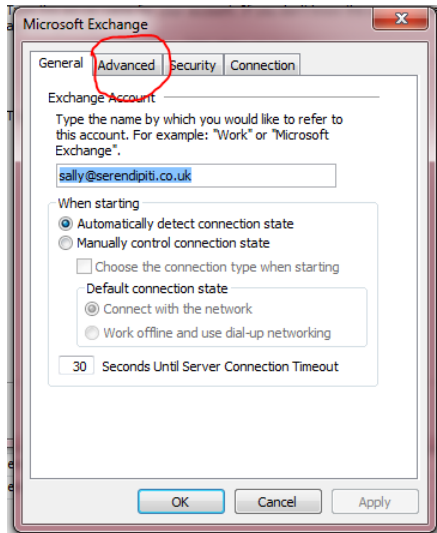 Microsoft Exchange
General Advanced Security Connection
Exchange Account
Type the name by which you would like to refer to
this account. For example: "Work" or "Microsoft
Exchange".
sally@serendipiti.co.uk
When starting
Automatically detect connection state
Manually control connection state
Choose the connection type when starting
Default connection state
Connect with the network
Work offline and use dial-up networking
30 Seconds Until Server Connection Timeout
OK Cancel Apply